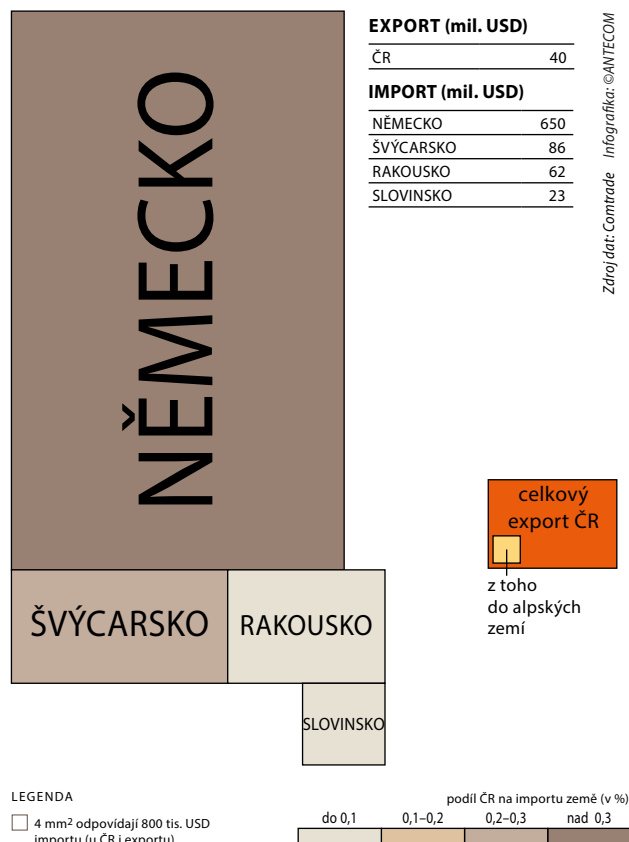 NĚMECKO
EXPORT (mil. USD)
ČR 40
IMPORT (mil. USD)
NĚMECKO 650
ŠVÝCARSKO 86
RAKOUSKO 62
SLOVINSKO 23
Zdroj dat: Comtrade Infografika: ©ANTECOM
celkový
export ČR
z toho
do alpských
zemí
ŠVÝCARSKO
RAKOUSKO
SLOVINSKO
LEGENDA
4 mm² odpovídají 800 tis. USD
importu (u ČR i exportu)
podíl ČR na importu země (v %)
do 0,1 0,1–0,2 0,2–0,3 nad 0,3